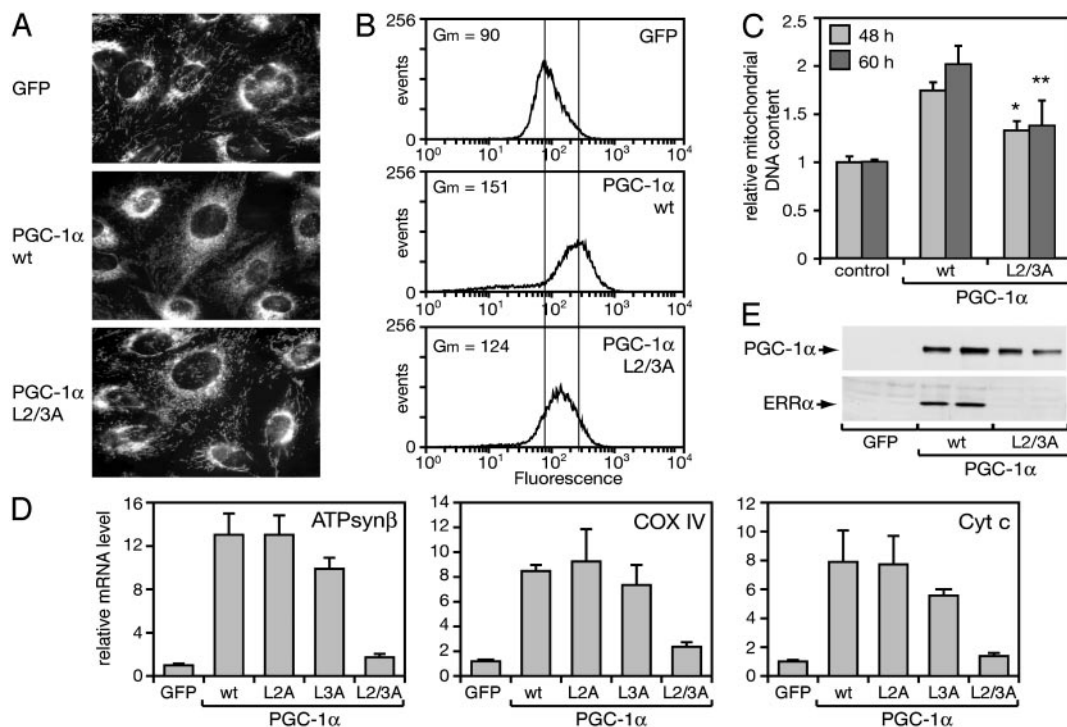 A
GFP
PGC-1α
wt
PGC-1α
L2/3A
B
256
Gm = 90
GFP
events
0
10⁰ 10¹ 10² 10³ 10⁴
256
Gm = 151
PGC-1α
wt
events
0
10⁰ 10¹ 10² 10³ 10⁴
256
Gm = 124
PGC-1α
L2/3A
events
0
10⁰ 10¹ 10² 10³ 10⁴
Fluorescence
C
relative mitochondrial
DNA content
2.5
2
1.5
1
0.5
0
48 h
60 h
*
**
control
wt
L2/3A
PGC-1α
E
PGC-1α
ERRα
GFP
wt
L2/3A
PGC-1α
D
relative mRNA level
16
12
8
4
0
ATPsynβ
GFP
wt
L2A
L3A
L2/3A
PGC-1α
14
12
10
8
6
4
2
0
COX IV
GFP
wt
L2A
L3A
L2/3A
PGC-1α
12
10
8
6
4
2
0
Cyt c
GFP
wt
L2A
L3A
L2/3A
PGC-1α